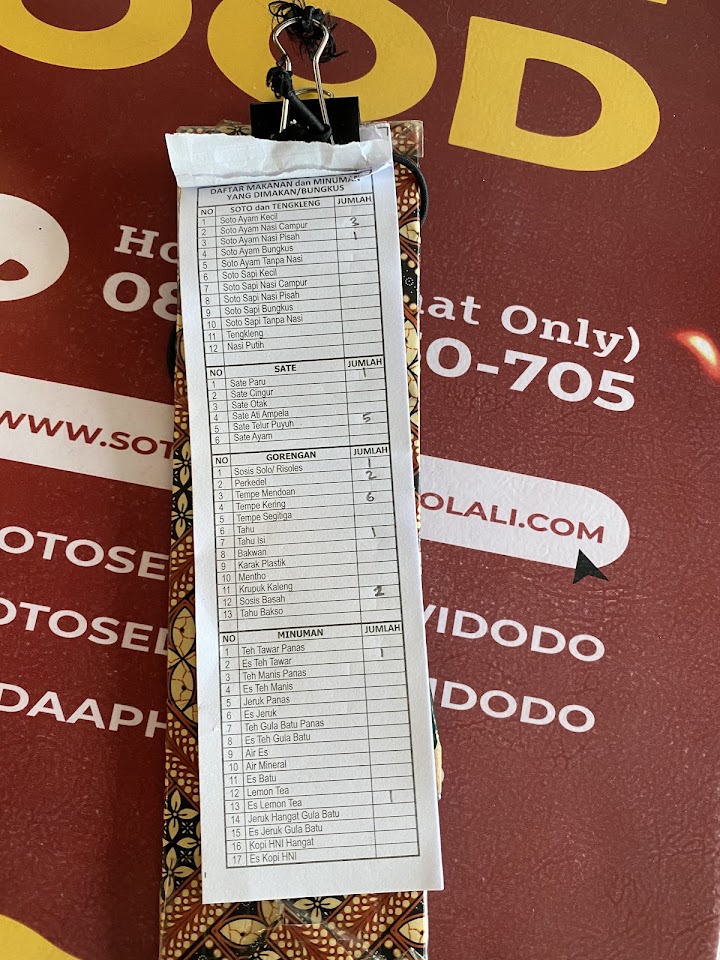 OOD
Ho
hat Only)
08
50-705
WWW.SOT
OLALI.COM
OTOSE
OTOSED
WIDODO
DAAPH
IDODO
DAFTAR MAKANAN dan MINUMAN
YANG DIMAKAN/BUNGKUS
NO SOTO dan TENGKLENG JUMLAH
1 Soto Ayam Kecil
2 Soto Ayam Nasi Campur 3
3 Soto Ayam Nasi Pisah 1
4 Soto Ayam Bungkus
5 Soto Ayam Tanpa Nasi
6 Soto Sapi Kecil
7 Soto Sapi Nasi Campur
8 Soto Sapi Nasi Pisah
9 Soto Sapi Bungkus
10 Soto Sapi Tanpa Nasi
11 Tengkleng
12 Nasi Putih
NO SATE JUMLAH
1 Sate Paru 1
2 Sate Cingur
3 Sate Otak
4 Sate Ati Ampela
5 Sate Telur Puyuh 5
6 Sate Ayam
NO GORENGAN JUMLAH
1 Sosis Solo/ Risoles 1
2 Perkedel 2
3 Tempe Mendoan
4 Tempe Kering 6
5 Tempe Segitiga
6 Tahu
7 Tahu Isi 1
8 Bakwan
9 Karak Plastik
10 Mentho
11 Krupuk Kaleng 2
12 Sosis Basah
13 Tahu Bakso
NO MINUMAN JUMLAH
1 Teh Tawar Panas
2 Es Teh Tawar 1
3 Teh Manis Panas
4 Es Teh Manis
5 Jeruk Panas
6 Es Jeruk
7 Teh Gula Batu Panas
8 Es Teh Gula Batu
9 Air Es
10 Air Mineral
11 Es Batu
12 Lemon Tea
13 Es Lemon Tea 1
14 Jeruk Hangat Gula Batu
15 Es Jeruk Gula Batu
16 Kopi HNI Hangat
17 Es Kopi HNI